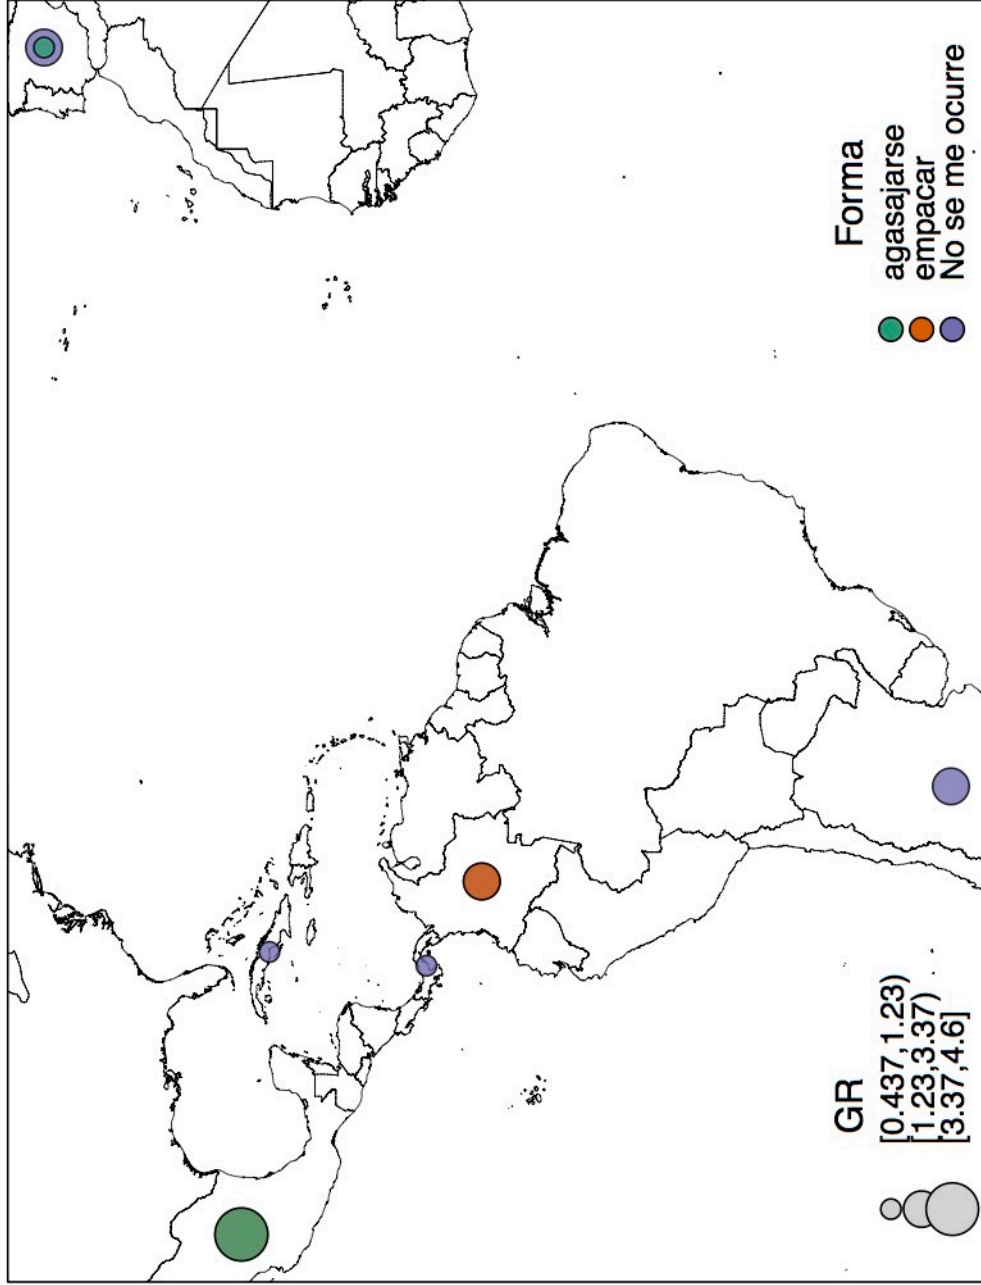 GR
[0.437,1.23)
[1.23,3.37)
[3.37,4.6]
Forma
agasajarse
empacar
No se me ocurre